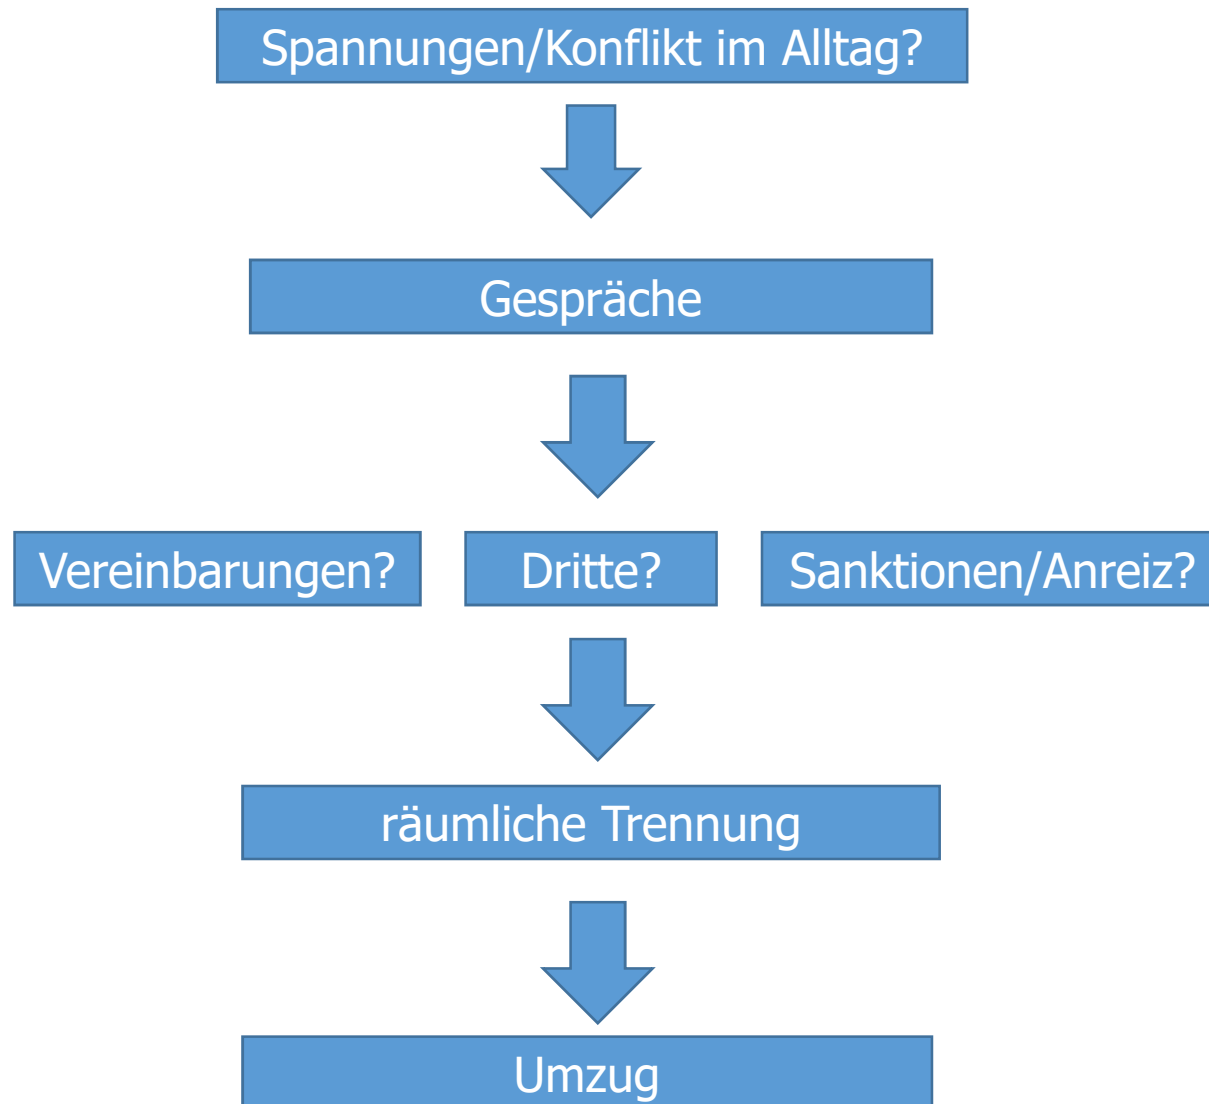 Spannungen/Konflikt im Alltag?
Gespräche
Vereinbarungen?
Dritte?
Sanktionen/Anreiz?
räumliche Trennung
Umzug